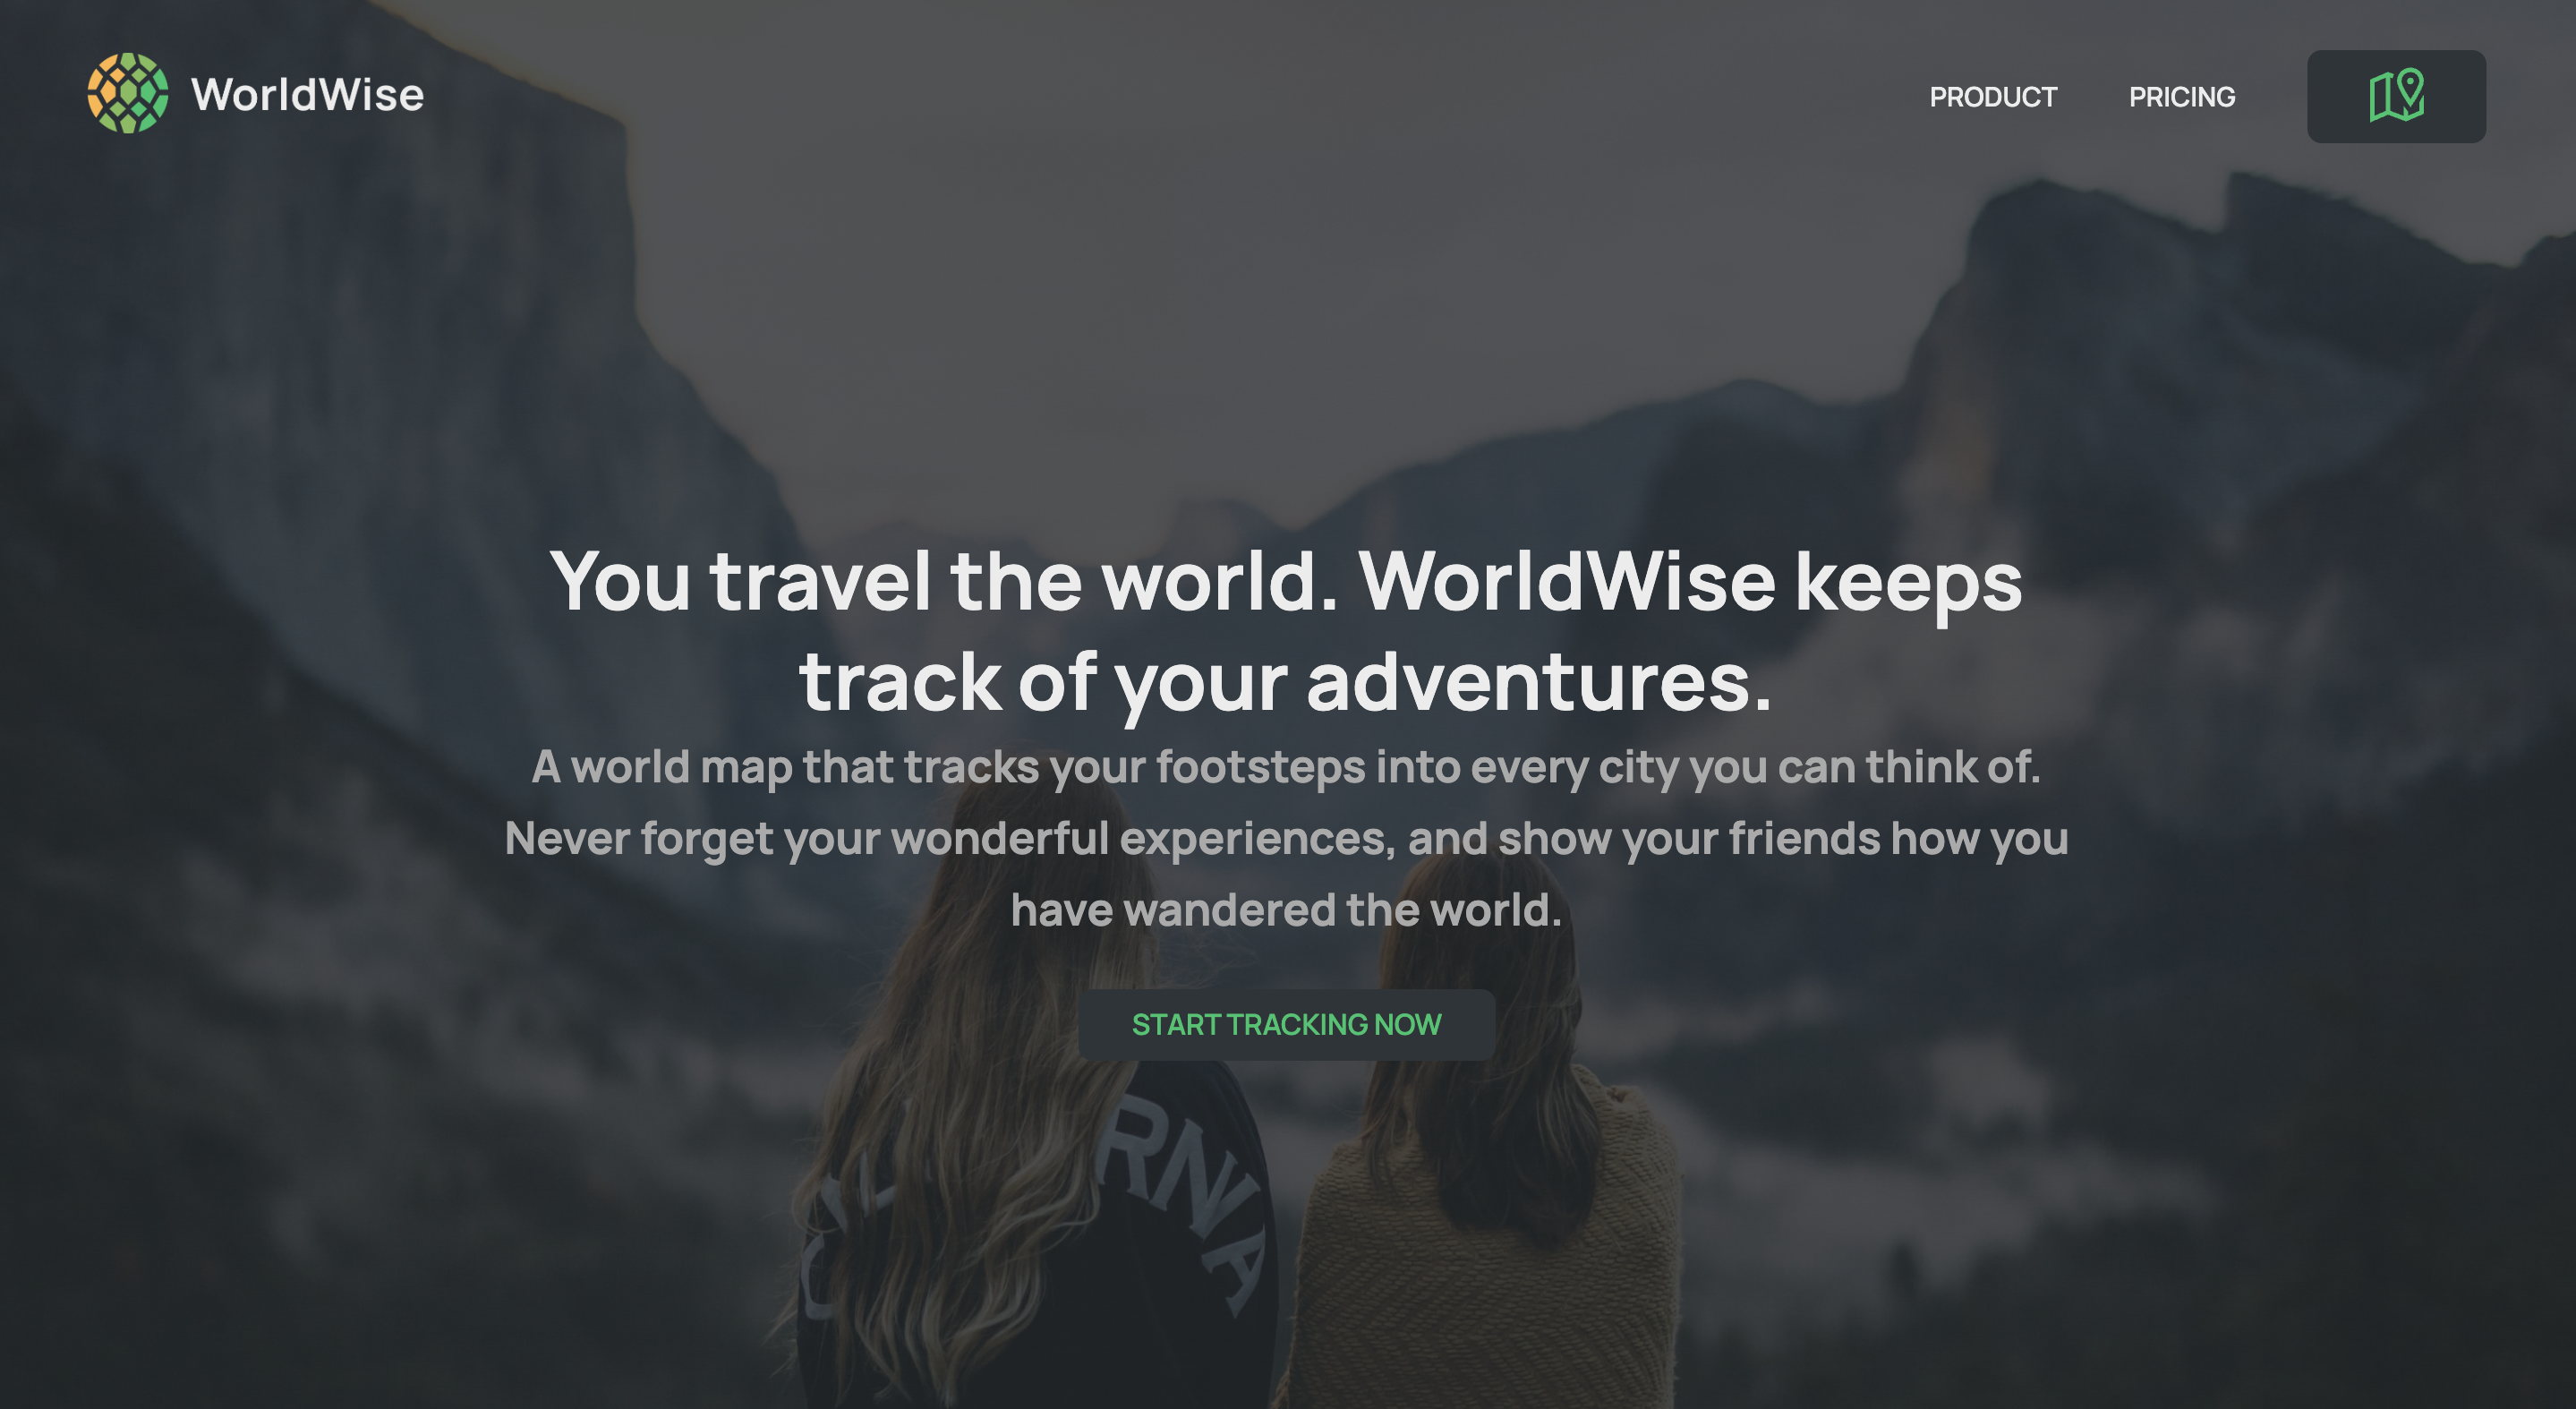 WorldWise
PRODUCT
PRICING
You travel the world. WorldWise keeps
track of your adventures.
A world map that tracks your footsteps into every city you can think of.
Never forget your wonderful experiences, and show your friends how you
have wandered the world.
START TRACKING NOW